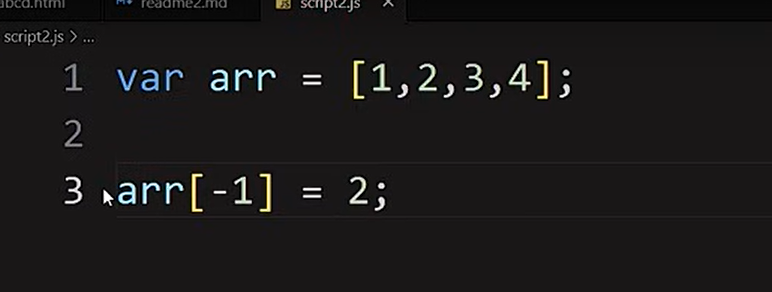 abcd.html readme2.md script2.js
script2.js > ...
1 var arr = [1,2,3,4];
2
3 arr[-1] = 2;